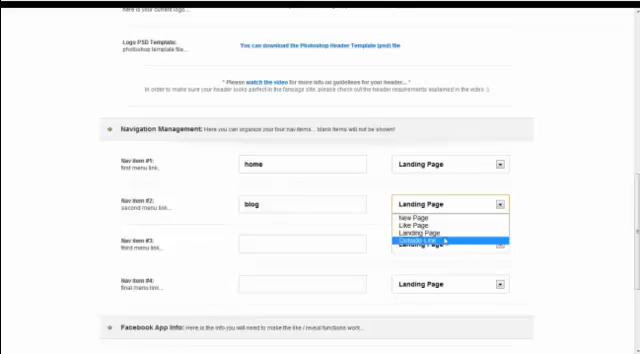 here is your current logo...
Logo PSD Template:
photoshop template file...
You can download the Photoshop Header Template (psd) file
" Please watch the video for more info on guidelines for your header... "
In order to make sure your header looks perfect in the fanpage site, please check out the header requirements explained in the video :)
Navigation Management: Here you can organize your four nav items... blank items will not be shown!
Nav Item #1:
first menu link..
home
Landing Page
Nav Item #2:
second menu link...
blog
Landing Page
New Page
Like Page
Landing Page
Outside Link
Nav Item #3:
third menu link...
Landing Page
Nav Item #4:
final menu link...
Landing Page
Facebook App Info: Here is the info you will need to make the like / reveal functions work...